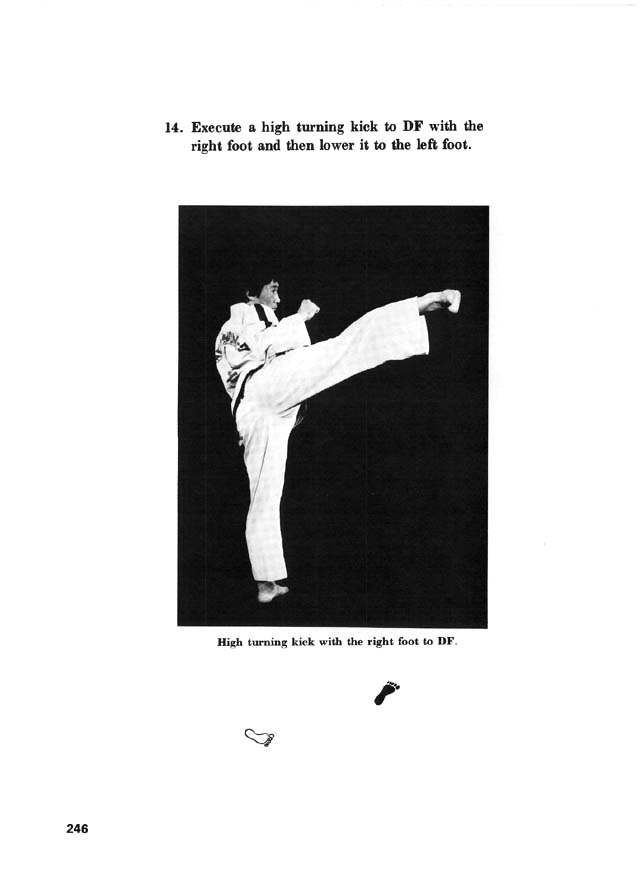 14. Execute a high turning kick to DF with the
right foot and then lower it to the left foot.
High turning kick with the right foot to DF.
246